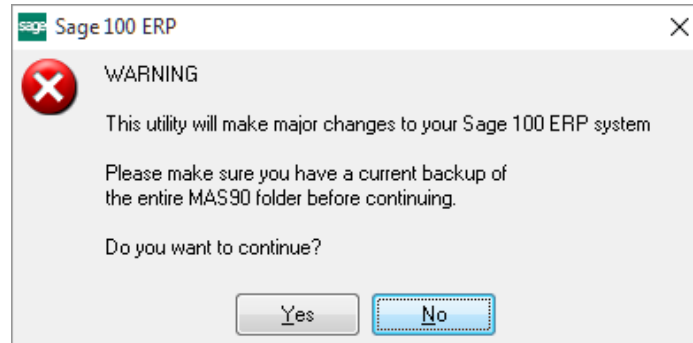 sage Sage 100 ERP
WARNING
This utility will make major changes to your Sage 100 ERP system
Please make sure you have a current backup of
the entire MAS90 folder before continuing.
Do you want to continue?
Yes No